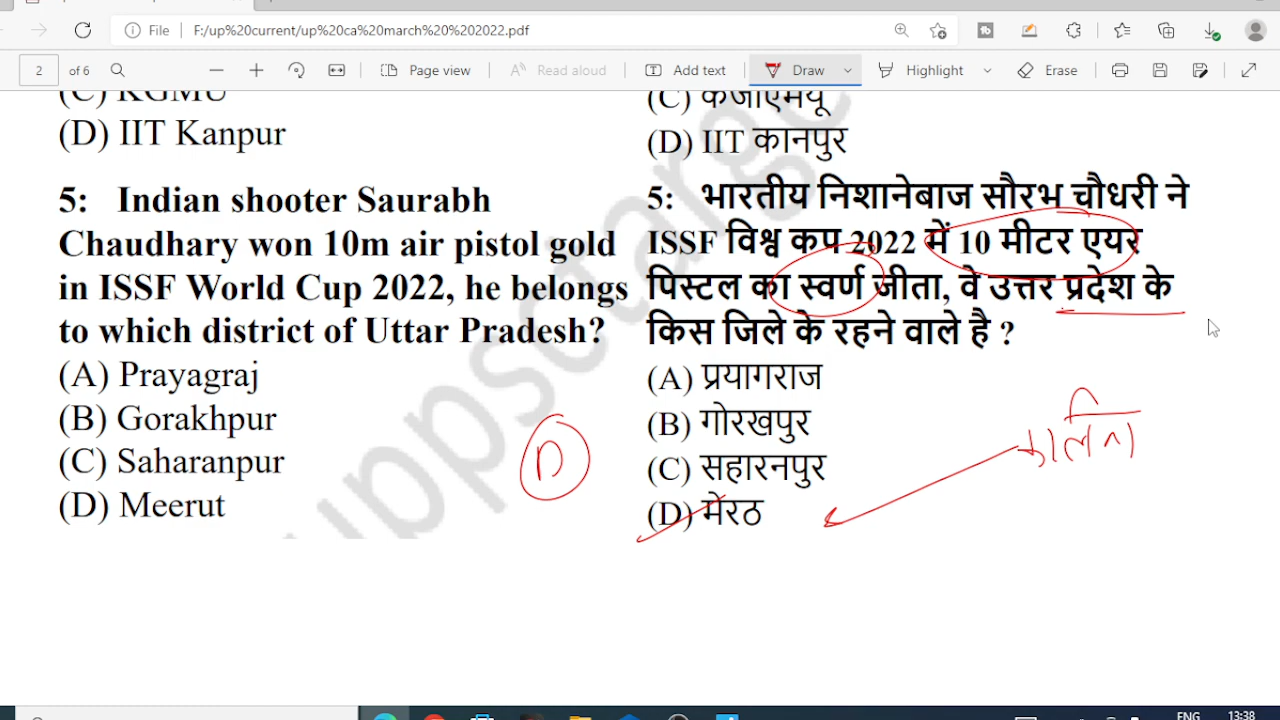 File F:/up%20current/up%20ca%20march%20%202022.pdf
2 of 6 Page view Read aloud Add text Draw Highlight Erase
(C) KGMU
(D) IIT Kanpur
5: Indian shooter Saurabh
Chaudhary won 10m air pistol gold
in ISSF World Cup 2022, he belongs
to which district of Uttar Pradesh?
(A) Prayagraj
(B) Gorakhpur
(C) Saharanpur
(D) Meerut
D
(C) केजीएमयू
(D) IIT कानपुर
5: भारतीय निशानेबाज सौरभ चौधरी ने
ISSF विश्व कप 2022 में 10 मीटर एयर
पिस्टल का स्वर्ण जीता, वे उत्तर प्रदेश के
किस जिले के रहने वाले है ?
(A) प्रयागराज
(B) गोरखपुर
(C) सहारनपुर
(D) मेरठ
ENG 13:38